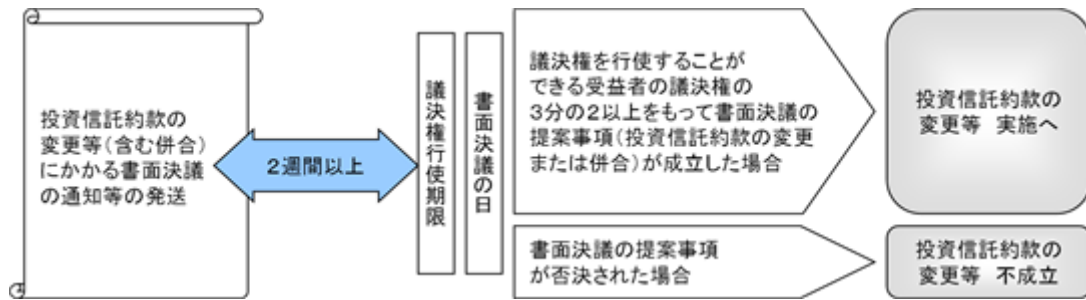 投資信託約款の
変更等(含む併合)
にかかる書面決議
の通知等の発送
2週間以上
議決権行使期限
書面決議の日
議決権を行使することが
できる受益者の議決権の
3分の2以上をもって書面決議の
提案事項(投資信託約款の変更
または併合)が成立した場合
投資信託約款の
変更等 実施へ
書面決議の提案事項
が否決された場合
投資信託約款の
変更等 不成立